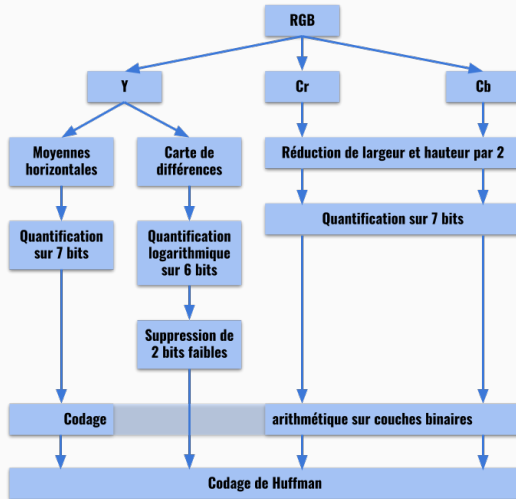 RGB
Y
Cr
Cb
Moyennes
horizontales
Carte de
différences
Réduction de largeur et hauteur par 2
Quantification
sur 7 bits
Quantification
logarithmique
sur 6 bits
Quantification sur 7 bits
Suppression de
2 bits faibles
Codage arithmétique sur couches binaires
Codage de Huffman